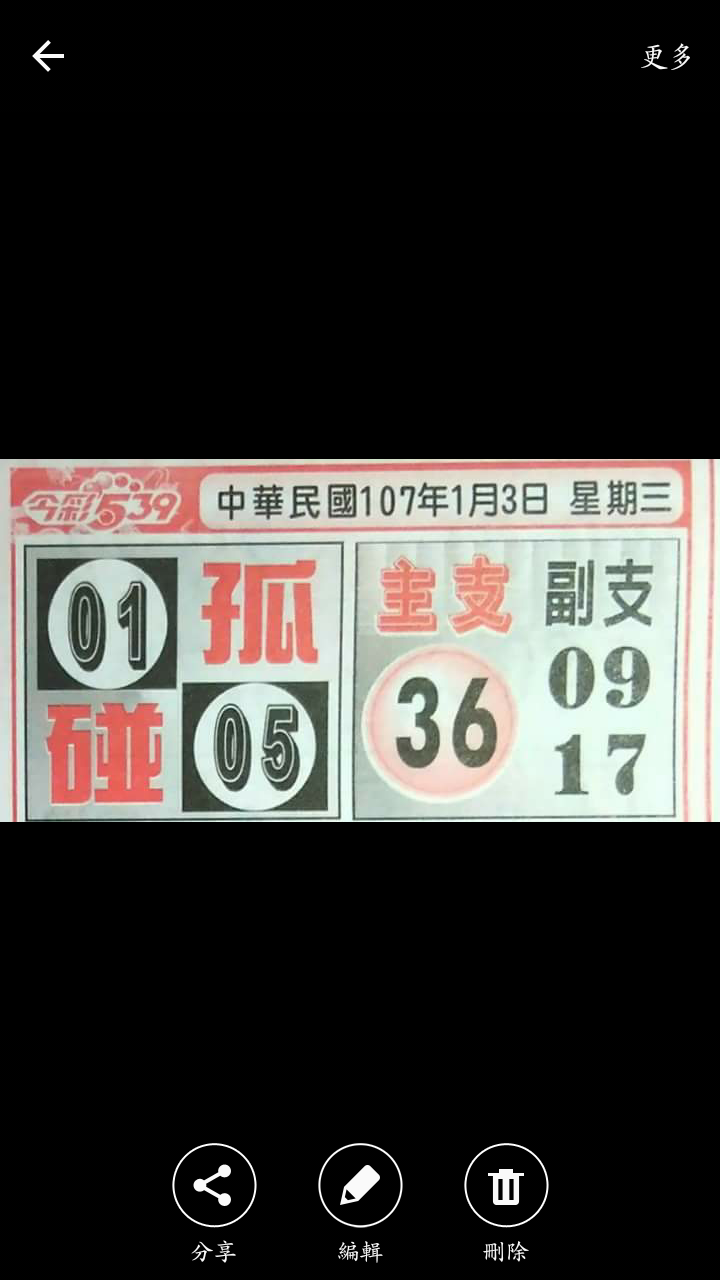 更多
今彩539
中華民國107年1月3日 星期三
01 孤
碰 05
主支
36
副支
09
17
分享 編輯 刪除